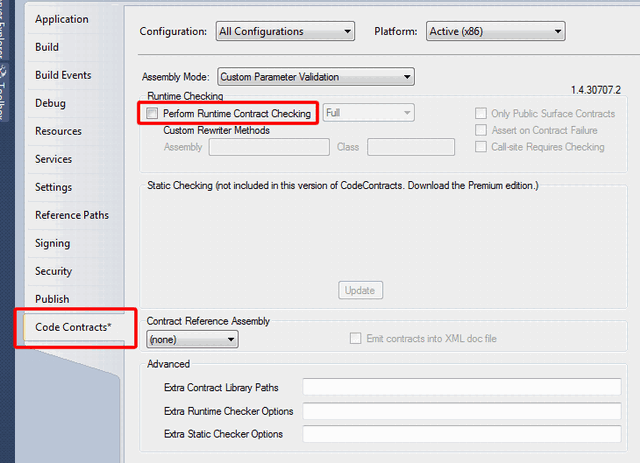 Server Explorer
Toolbox
Application
Build
Build Events
Debug
Resources
Services
Settings
Reference Paths
Signing
Security
Publish
Code Contracts*
Configuration: All Configurations Platform: Active (x86)
Assembly Mode: Custom Parameter Validation
1.4.30707.2
Runtime Checking
Perform Runtime Contract Checking Full Only Public Surface Contracts
Custom Rewriter Methods Assert on Contract Failure
Assembly Class Call-site Requires Checking
Static Checking (not included in this version of CodeContracts. Download the Premium edition.)
Update
Contract Reference Assembly
(none) Emit contracts into XML doc file
Advanced
Extra Contract Library Paths
Extra Runtime Checker Options
Extra Static Checker Options